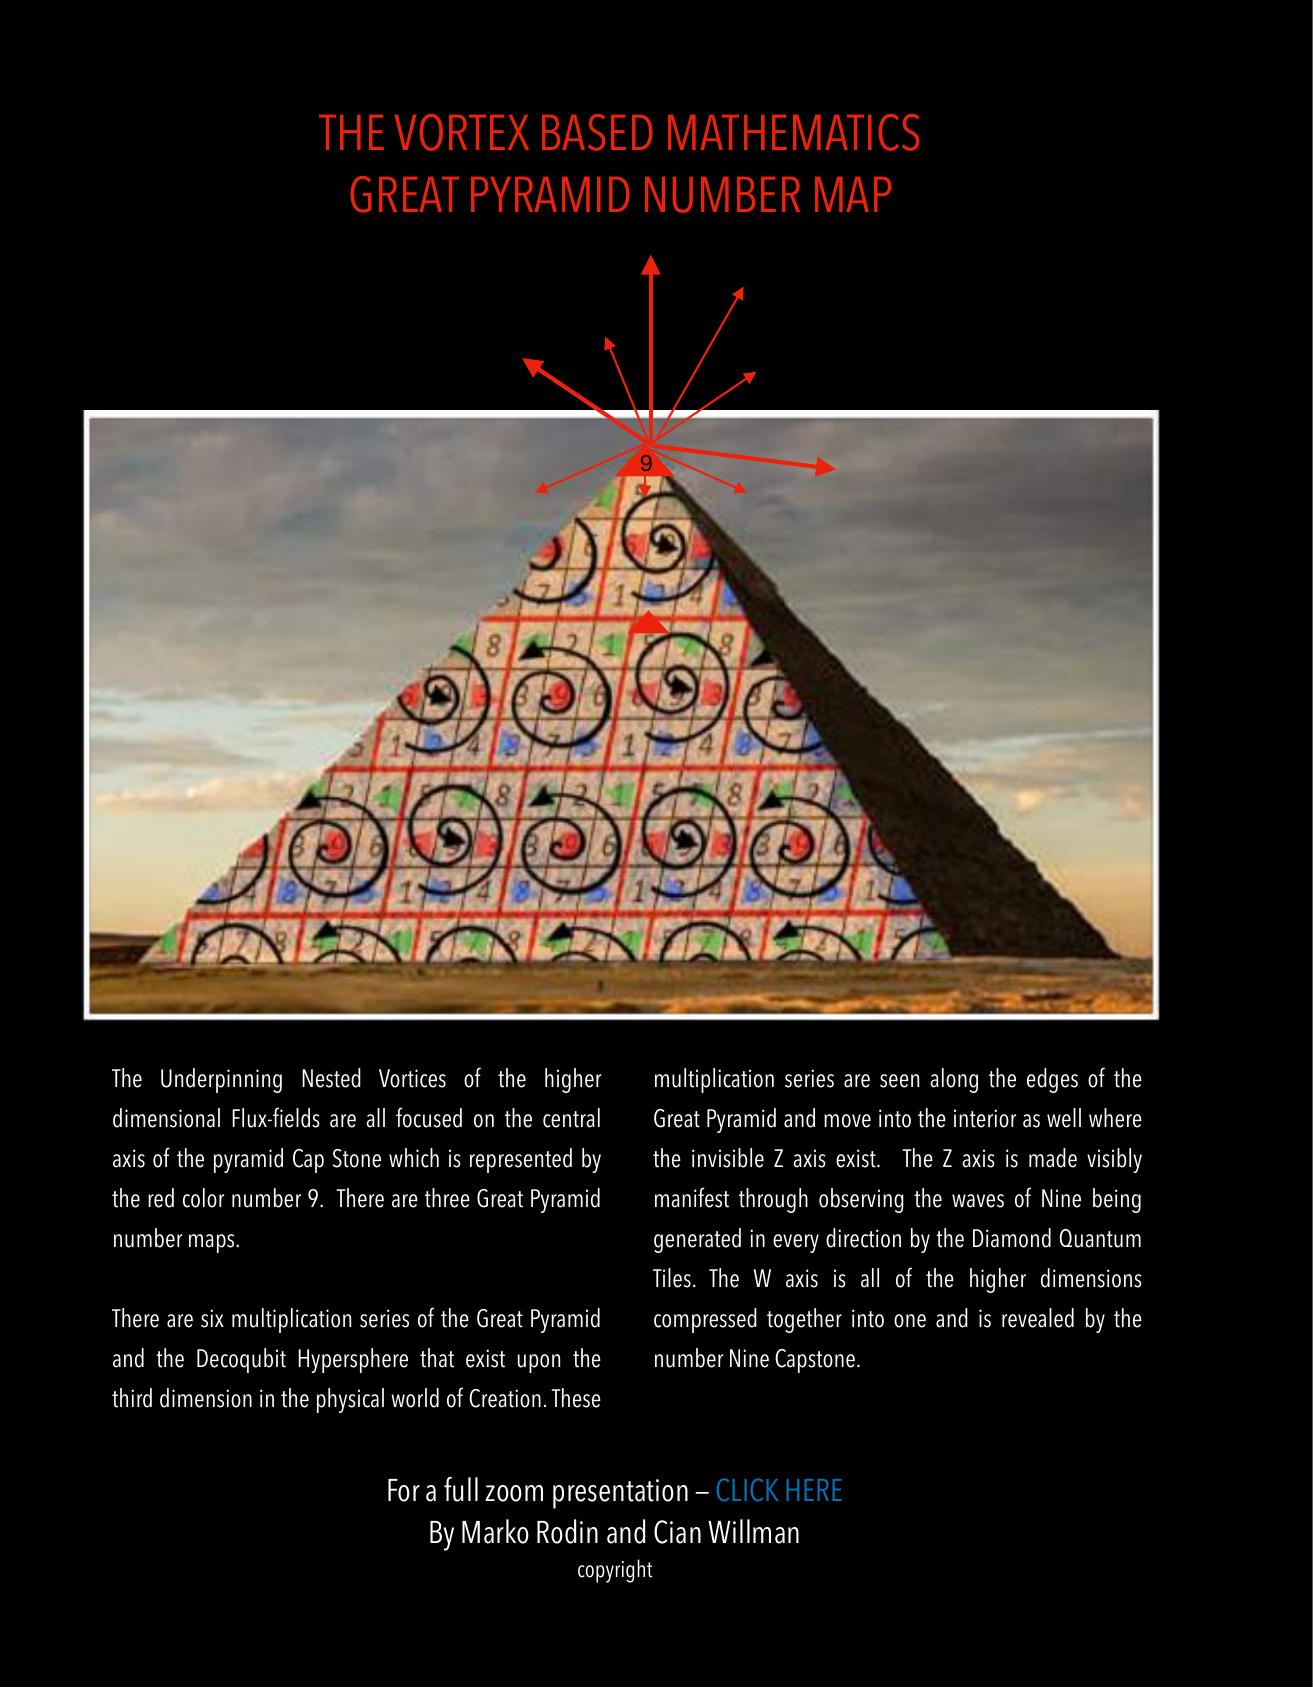 THE VORTEX BASED MATHEMATICS
GREAT PYRAMID NUMBER MAP
9
The Underpinning Nested Vortices of the higher
dimensional Flux-fields are all focused on the central
axis of the pyramid Cap Stone which is represented by
the red color number 9. There are three Great Pyramid
number maps.
There are six multiplication series of the Great Pyramid
and the Decoqubit Hypersphere that exist upon the
third dimension in the physical world of Creation. These
multiplication series are seen along the edges of the
Great Pyramid and move into the interior as well where
the invisible Z axis exist. The Z axis is made visibly
manifest through observing the waves of Nine being
generated in every direction by the Diamond Quantum
Tiles. The W axis is all of the higher dimensions
compressed together into one and is revealed by the
number Nine Capstone.
For a full zoom presentation – CLICK HERE
By Marko Rodin and Cian Willman
copyright